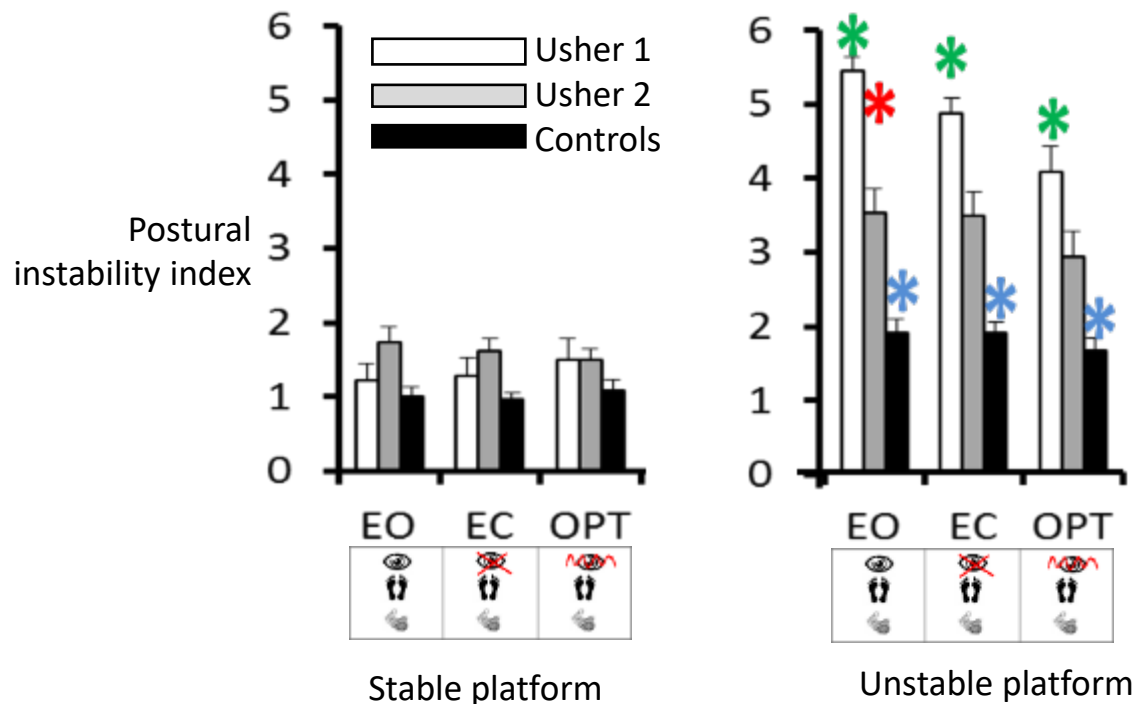 6
5
4
3
2
1
0
Usher 1
Usher 2
Controls
Postural
instability index
EO EC OPT
Stable platform
6
5
4
3
2
1
0
EO EC OPT
Unstable platform